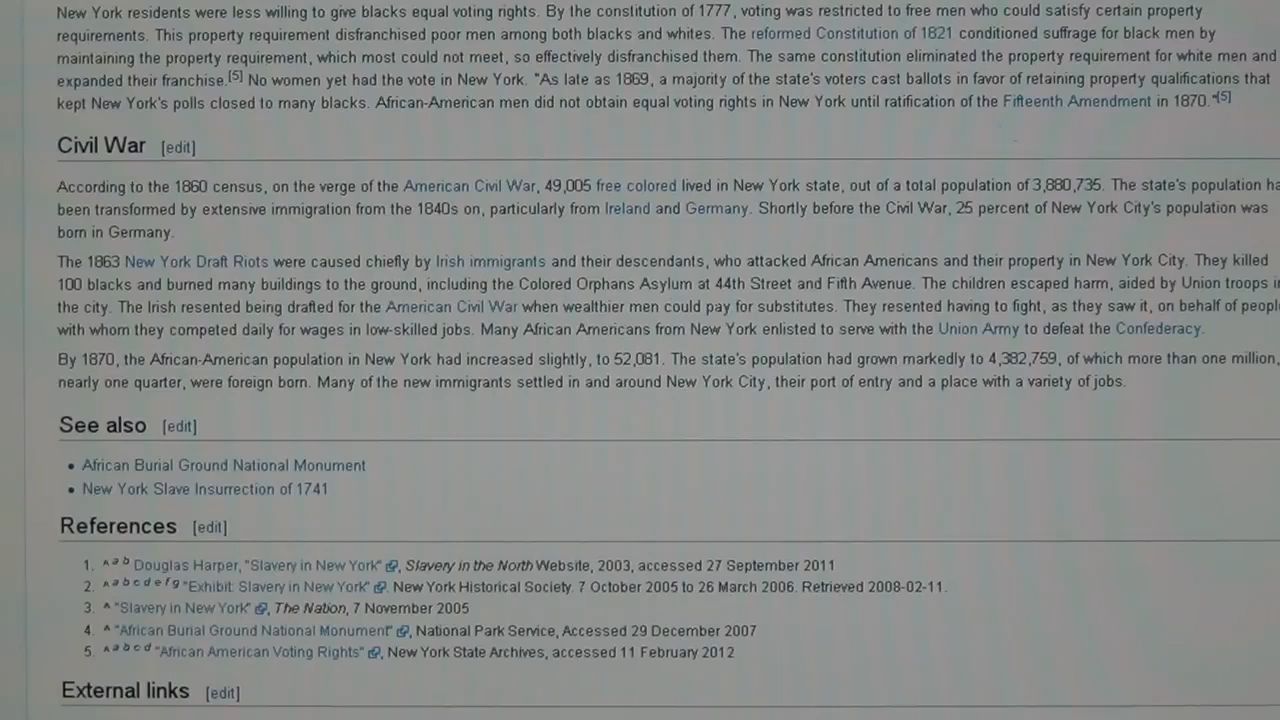 New York residents were less willing to give blacks equal voting rights. By the constitution of 1777, voting was restricted to free men who could satisfy certain property
requirements. This property requirement disfranchised poor men among both blacks and whites. The reformed Constitution of 1821 conditioned suffrage for black men by
maintaining the property requirement, which most could not meet, so effectively disfranchised them. The same constitution eliminated the property requirement for white men and
expanded their franchise.[5] No women yet had the vote in New York. "As late as 1869, a majority of the state's voters cast ballots in favor of retaining property qualifications that
kept New York's polls closed to many blacks. African-American men did not obtain equal voting rights in New York until ratification of the Fifteenth Amendment in 1870."[5]
Civil War [edit]
According to the 1860 census, on the verge of the American Civil War, 49,005 free colored lived in New York state, out of a total population of 3,880,735. The state's population ha
been transformed by extensive immigration from the 1840s on, particularly from Ireland and Germany. Shortly before the Civil War, 25 percent of New York City's population was
born in Germany.
The 1863 New York Draft Riots were caused chiefly by Irish immigrants and their descendants, who attacked African Americans and their property in New York City. They killed
100 blacks and burned many buildings to the ground, including the Colored Orphans Asylum at 44th Street and Fifth Avenue. The children escaped harm, aided by Union troops in
the city. The Irish resented being drafted for the American Civil War when wealthier men could pay for substitutes. They resented having to fight, as they saw it, on behalf of peopl
with whom they competed daily for wages in low-skilled jobs. Many African Americans from New York enlisted to serve with the Union Army to defeat the Confederacy.
By 1870, the African-American population in New York had increased slightly, to 52,081. The state's population had grown markedly to 4,382,759, of which more than one million,
nearly one quarter, were foreign born. Many of the new immigrants settled in and around New York City, their port of entry and a place with a variety of jobs.
See also [edit]
• African Burial Ground National Monument
• New York Slave Insurrection of 1741
References [edit]
1. ^ a b Douglas Harper, "Slavery in New York", Slavery in the North Website, 2003, accessed 27 September 2011
2. ^ a b c d e f g "Exhibit: Slavery in New York". New York Historical Society. 7 October 2005 to 26 March 2006. Retrieved 2008-02-11.
3. ^ "Slavery in New York", The Nation, 7 November 2005
4. ^ "African Burial Ground National Monument", National Park Service, Accessed 29 December 2007
5. ^ a b c d "African American Voting Rights", New York State Archives, accessed 11 February 2012
External links [edit]